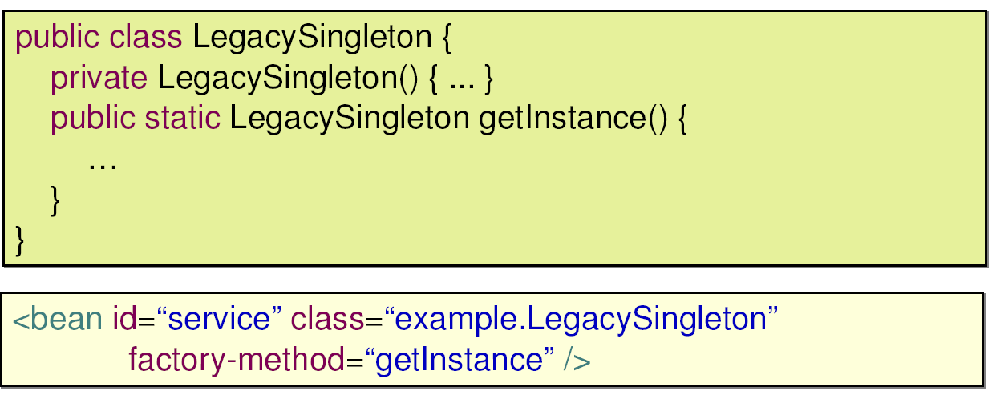 public class LegacySingleton {
private LegacySingleton() { ... }
public static LegacySingleton getInstance() {
…
}
}
<bean id=“service” class=“example.LegacySingleton”
factory-method=“getInstance” />